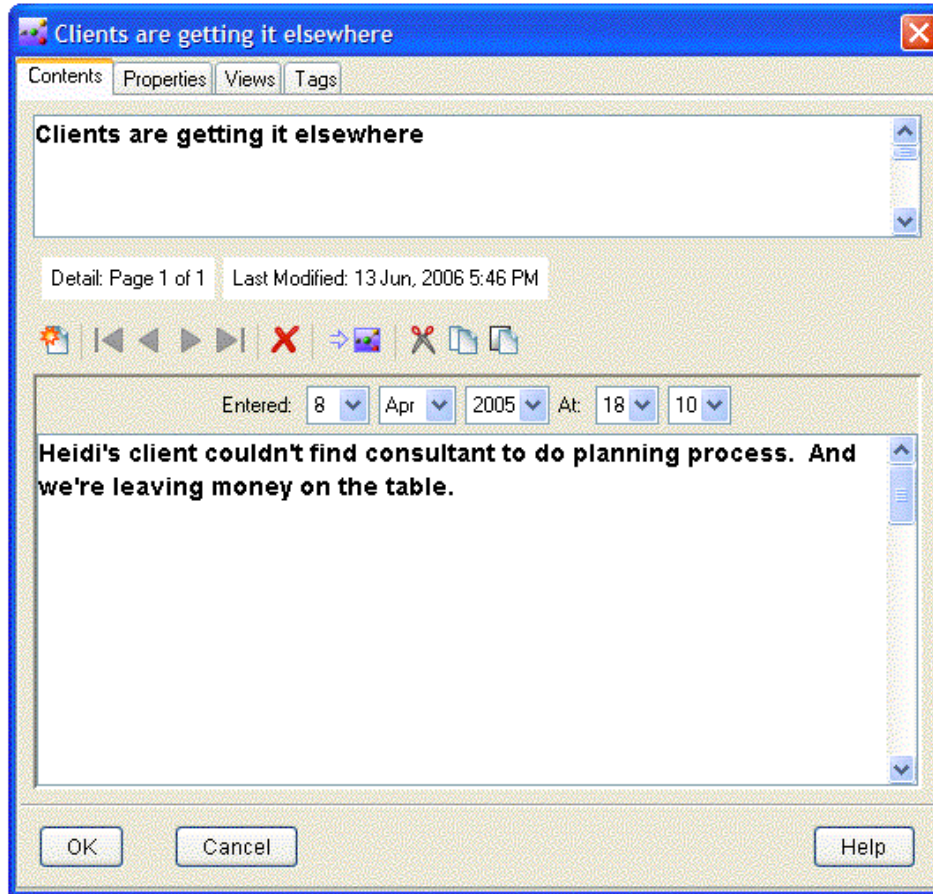 Clients are getting it elsewhere
Contents Properties Views Tags
Clients are getting it elsewhere
Detail: Page 1 of 1 Last Modified: 13 Jun, 2006 5:46 PM
Entered: 8 Apr 2005 At: 18 10
Heidi's client couldn't find consultant to do planning process. And
we're leaving money on the table.
OK Cancel Help